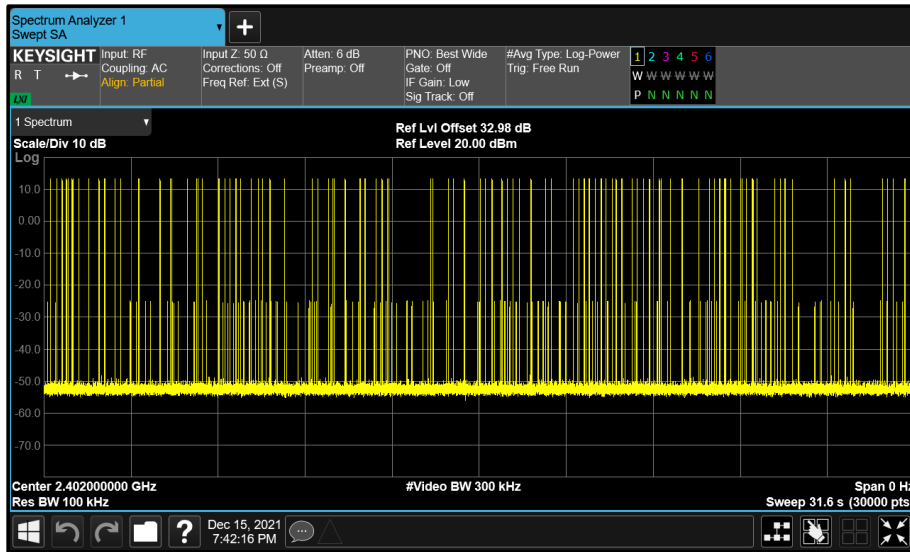 Spectrum Analyzer 1
Swept SA
+
KEYSIGHT
R T
LXI
Input: RF
Coupling: AC
Align: Partial
Input Z: 50 Ω
Corrections: Off
Freq Ref: Ext (S)
Atten: 6 dB
Preamp: Off
PNO: Best Wide
Gate: Off
IF Gain: Low
Sig Track: Off
#Avg Type: Log-Power
Trig: Free Run
1 2 3 4 5 6
W W W W W W
P N N N N N
1 Spectrum
Scale/Div 10 dB
Ref Lvl Offset 32.98 dB
Ref Level 20.00 dBm
Log
10.0
0.00
-10.0
-20.0
-30.0
-40.0
-50.0
-60.0
-70.0
Center 2.402000000 GHz
#Video BW 300 kHz
Span 0 Hz
Res BW 100 kHz
Sweep 31.6 s (30000 pts
?
Dec 15, 2021
7:42:16 PM